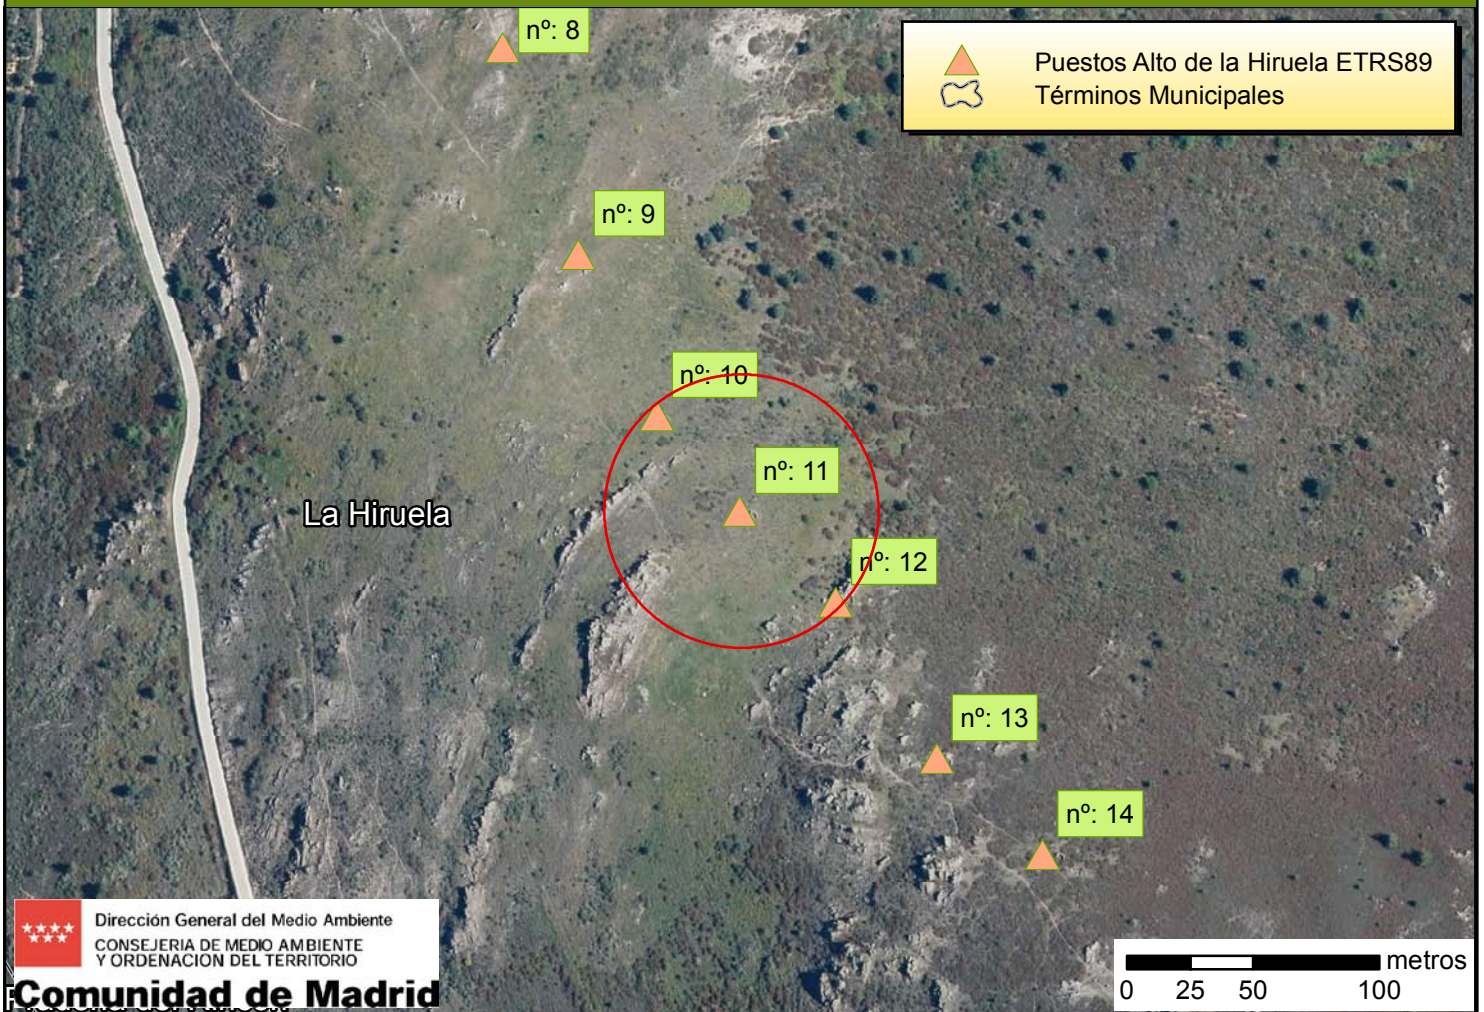 nº: 8
Puestos Alto de la Hiruela ETRS89
Términos Municipales
nº: 9
nº: 10
nº: 11
La Hiruela
nº: 12
nº: 13
nº: 14
Dirección General del Medio Ambiente
CONSEJERIA DE MEDIO AMBIENTE
Y ORDENACION DEL TERRITORIO
Comunidad de Madrid
metros
0 25 50 100